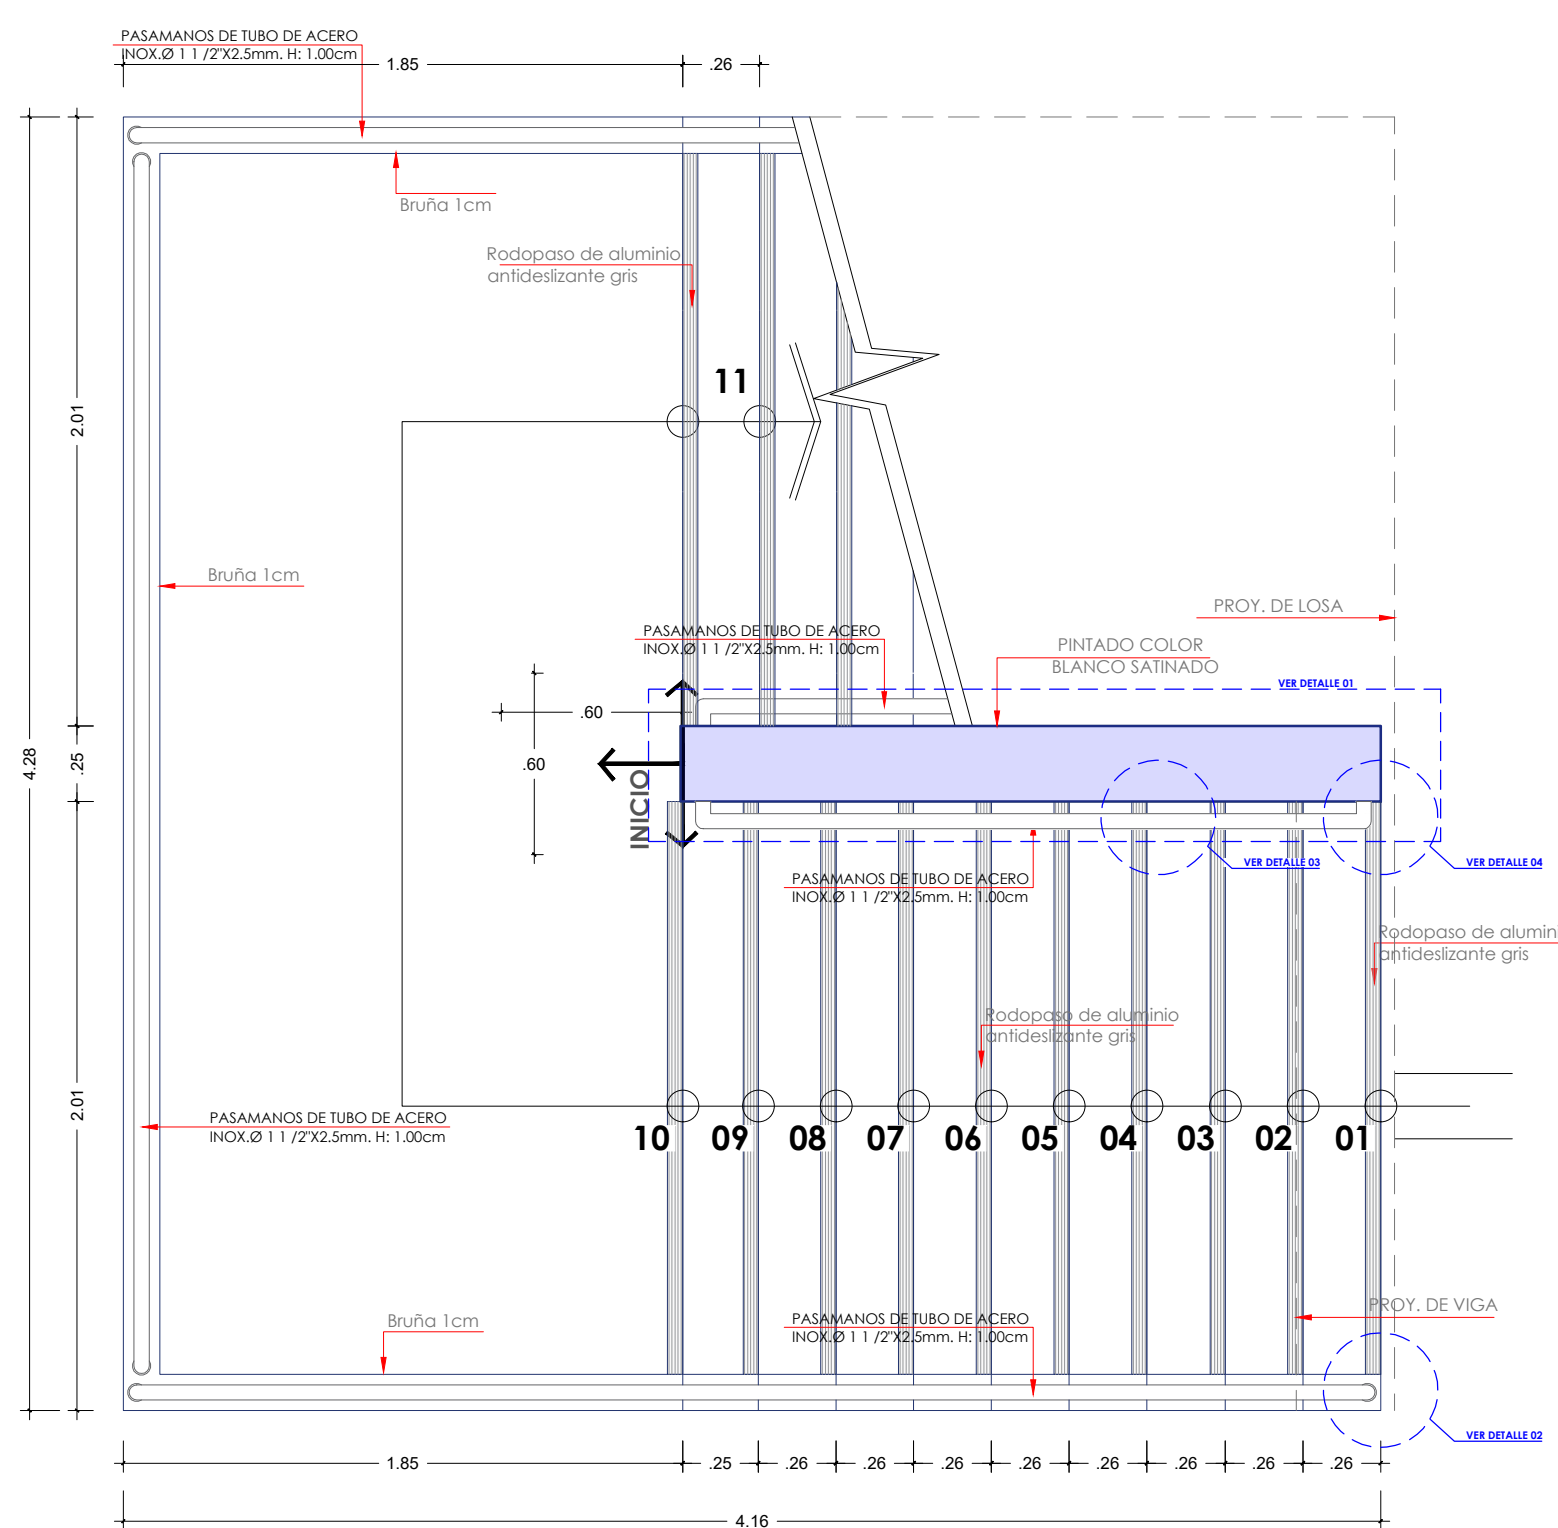 PASAMANOS DE TUBO DE ACERO
INOX.Ø 1 1 /2"X2.5mm. H: 1.00cm
1.85
.26
Bruña 1cm
Rodopaso de aluminio
antideslizante gris
11
2.01
Bruña 1cm
PROY. DE LOSA
PASAMANOS DE TUBO DE ACERO
INOX.Ø 1 1 /2"X2.5mm. H: 1.00cm
PINTADO COLOR
BLANCO SATINADO
VER DETALLE 01
.60
.60
4.28
.25
INICIO
VER DETALLE 03
VER DETALLE 04
PASAMANOS DE TUBO DE ACERO
INOX.Ø 1 1 /2"X2.5mm. H: 1.00cm
Rodopaso de alumin
antideslizante gris
Rodopaso de aluminio
antideslizante gris
2.01
PASAMANOS DE TUBO DE ACERO
INOX.Ø 1 1 /2"X2.5mm. H: 1.00cm
10 09 08 07 06 05 04 03 02 01
Bruña 1cm
PASAMANOS DE TUBO DE ACERO
INOX.Ø 1 1 /2"X2.5mm. H: 1.00cm
PROY. DE VIGA
VER DETALLE 02
1.85 .25 .26 .26 .26 .26 .26 .26 .26 .26
4.16